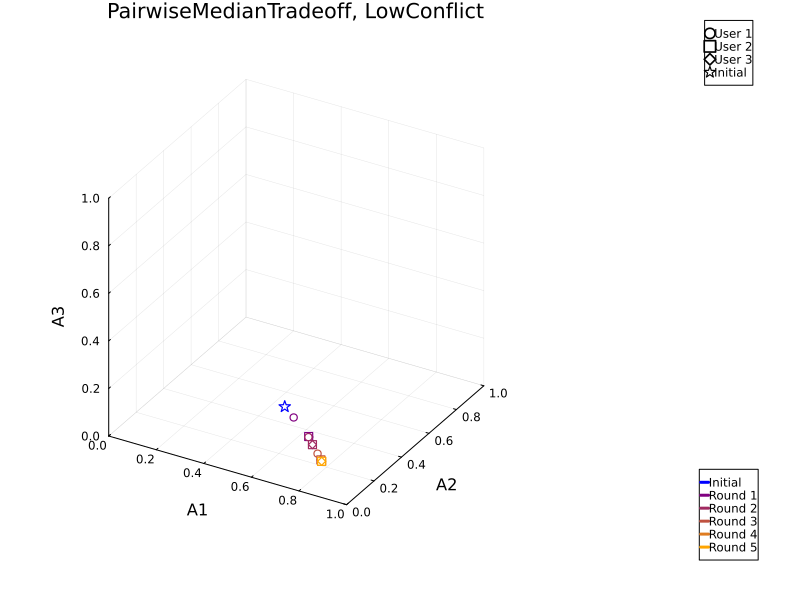 PairwiseMedianTradeoff, LowConflict
User 1
User 2
User 3
Initial
1.0
0.8
0.6
0.4
0.2
0.0
A3
0.0
0.2
0.4
0.6
0.8
1.0
A1
0.0
0.2
0.4
0.6
0.8
1.0
A2
Initial
Round 1
Round 2
Round 3
Round 4
Round 5